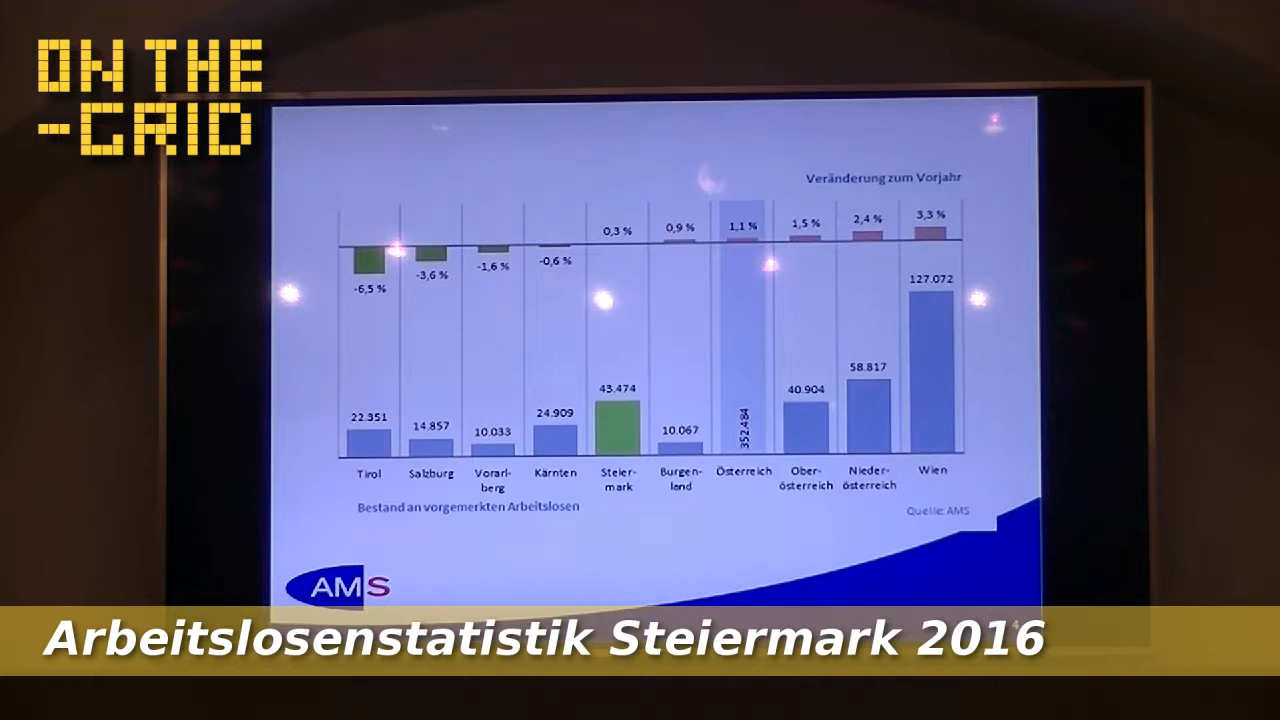 ON THE
-GRID
Veränderung zum Vorjahr
-6,5 %
-3,6 %
-1,6 %
-0,6 %
0,3 %
0,9 %
1,1 %
1,5 %
2,4 %
3,3 %
22.351
14.857
10.033
24.909
43.474
10.067
352.484
40.904
58.817
127.072
Tirol
Salzburg
Vorarl-
berg
Kärnten
Steier-
mark
Burgen-
land
Österreich
Ober-
österreich
Nieder-
österreich
Wien
Bestand an vorgemerkten Arbeitslosen
Quelle: AMS
AMS
4
Arbeitslosenstatistik Steiermark 2016